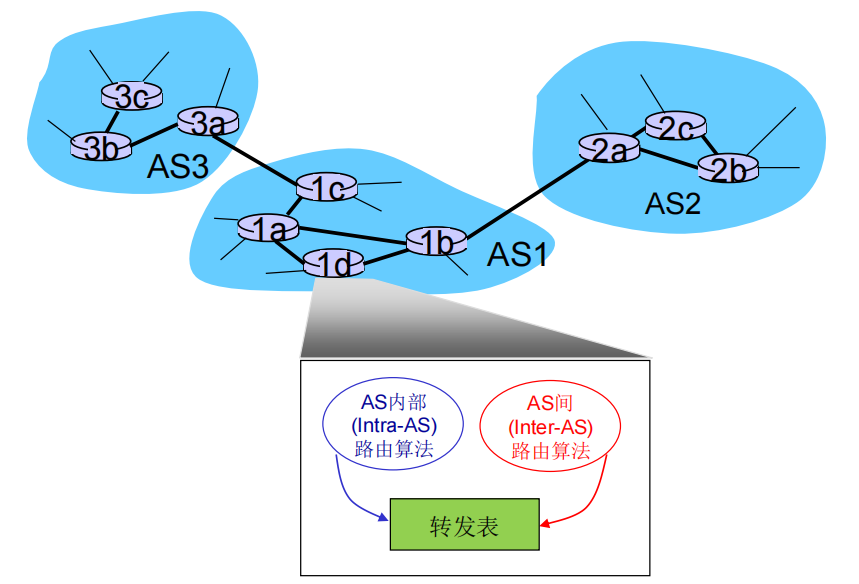 3c
3a
3b
AS3
2c
2a
2b
AS2
1c
1a
1b
1d
AS1
AS内部
(Intra-AS)
路由算法
AS间
(Inter-AS)
路由算法
转发表